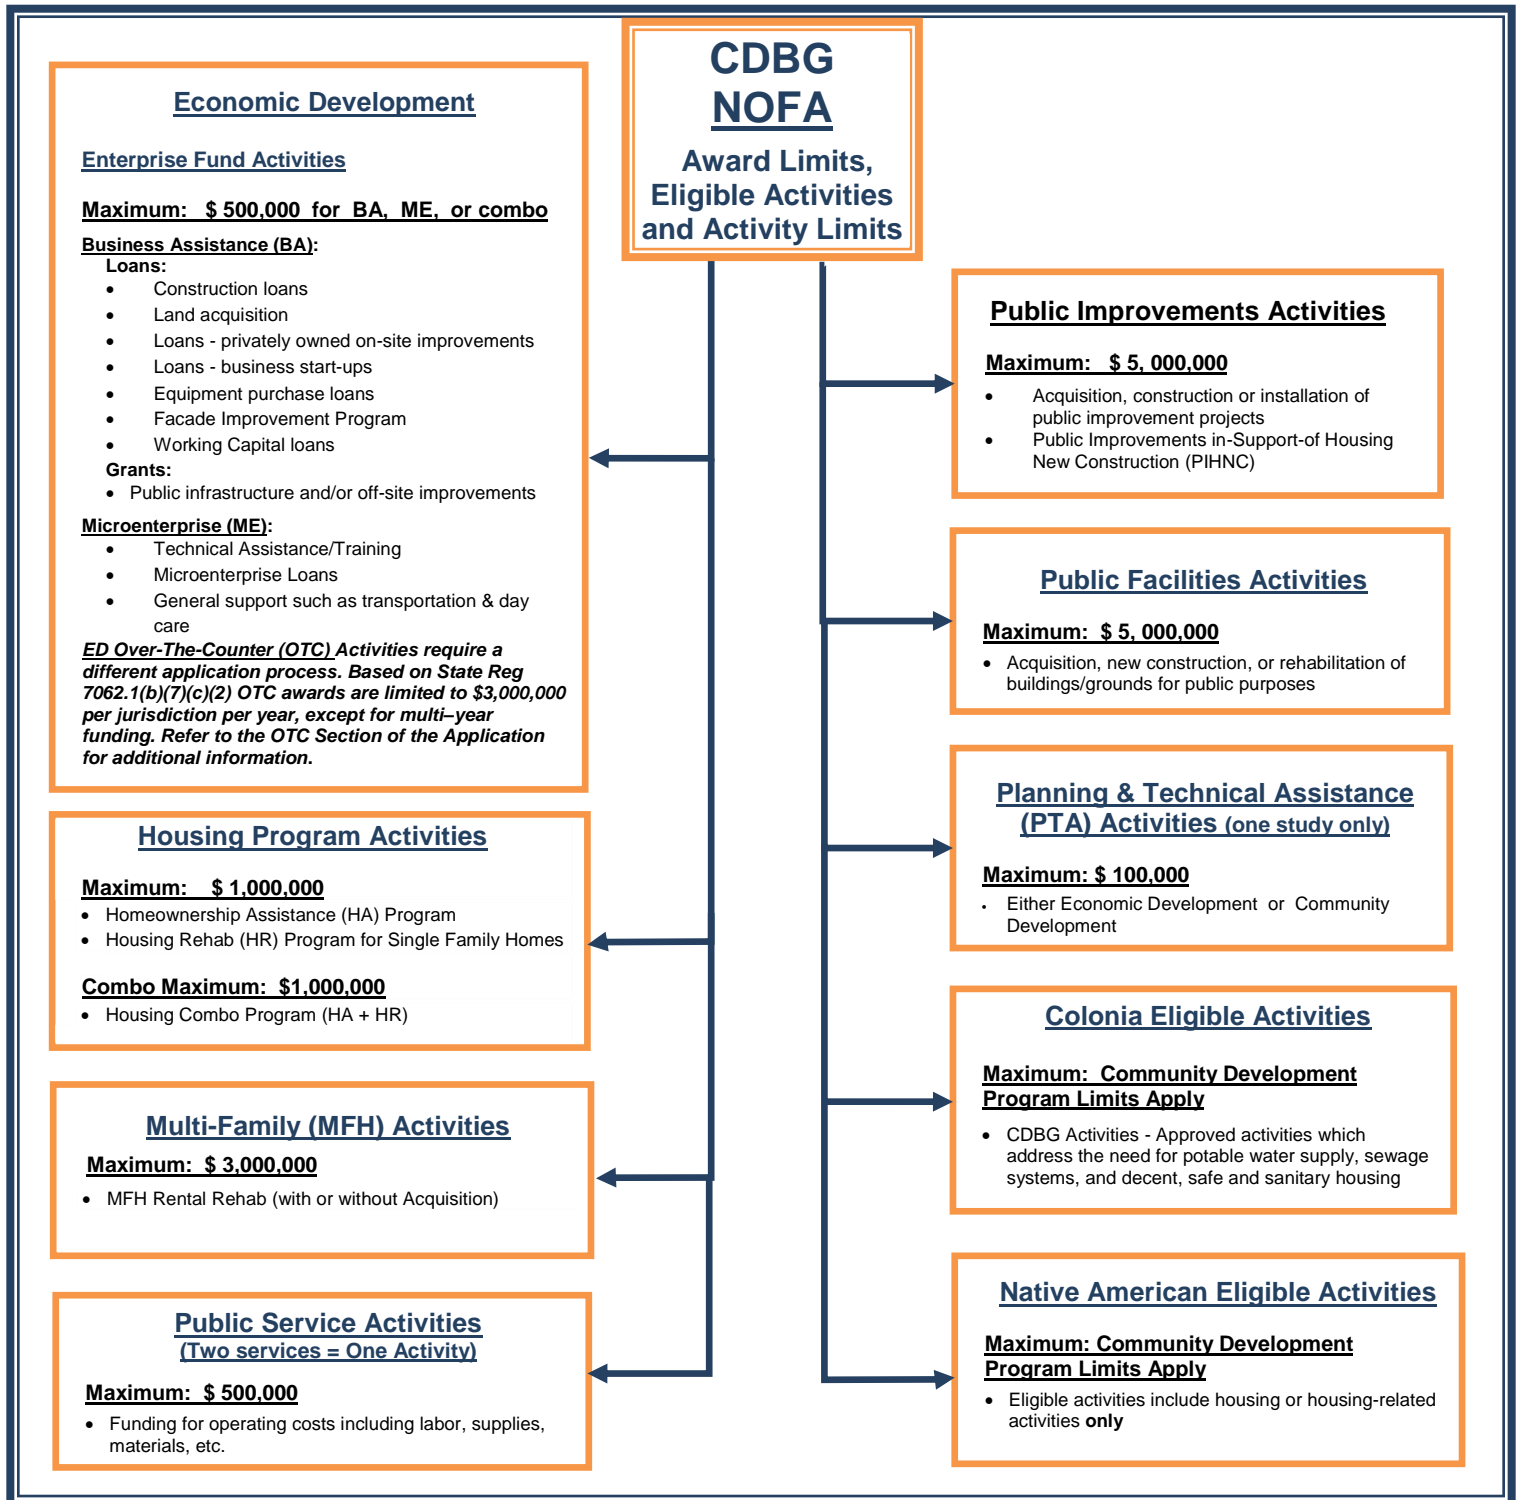 CDBG
NOFA
Award Limits,
Eligible Activities
and Activity Limits
Economic Development
Enterprise Fund Activities
Maximum: $ 500,000 for BA, ME, or combo
Business Assistance (BA):
Loans:
• Construction loans
• Land acquisition
• Loans - privately owned on-site improvements
• Loans - business start-ups
• Equipment purchase loans
• Facade Improvement Program
• Working Capital loans
Grants:
• Public infrastructure and/or off-site improvements
Microenterprise (ME):
• Technical Assistance/Training
• Microenterprise Loans
• General support such as transportation & day
care
ED Over-The-Counter (OTC) Activities require a
different application process. Based on State Reg
7062.1(b)(7)(c)(2) OTC awards are limited to $3,000,000
per jurisdiction per year, except for multi–year
funding. Refer to the OTC Section of the Application
for additional information.
Housing Program Activities
Maximum: $ 1,000,000
• Homeownership Assistance (HA) Program
• Housing Rehab (HR) Program for Single Family Homes
Combo Maximum: $1,000,000
• Housing Combo Program (HA + HR)
Multi-Family (MFH) Activities
Maximum: $ 3,000,000
• MFH Rental Rehab (with or without Acquisition)
Public Service Activities
(Two services = One Activity)
Maximum: $ 500,000
• Funding for operating costs including labor, supplies,
materials, etc.
Public Improvements Activities
Maximum: $ 5, 000,000
• Acquisition, construction or installation of
public improvement projects
• Public Improvements in-Support-of Housing
New Construction (PIHNC)
Public Facilities Activities
Maximum: $ 5, 000,000
• Acquisition, new construction, or rehabilitation of
buildings/grounds for public purposes
Planning & Technical Assistance
(PTA) Activities (one study only)
Maximum: $ 100,000
• Either Economic Development or Community
Development
Colonia Eligible Activities
Maximum: Community Development
Program Limits Apply
• CDBG Activities - Approved activities which
address the need for potable water supply, sewage
systems, and decent, safe and sanitary housing
Native American Eligible Activities
Maximum: Community Development
Program Limits Apply
• Eligible activities include housing or housing-related
activities only